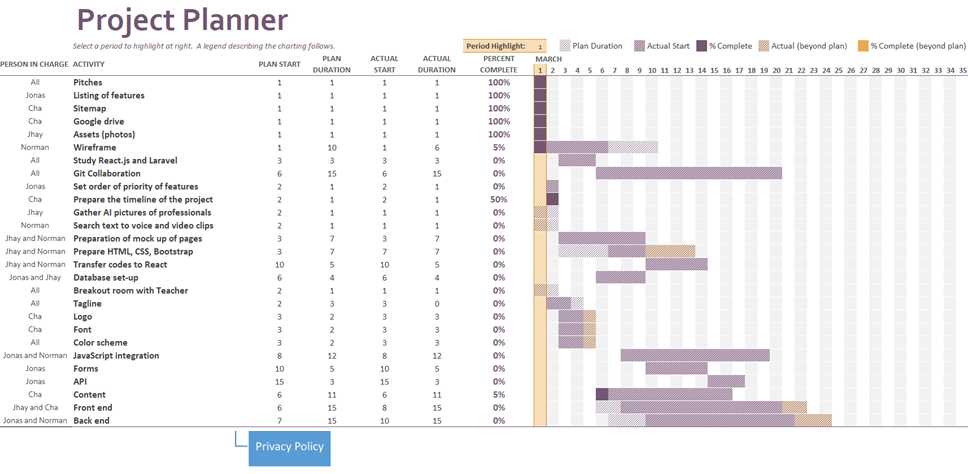 Project Planner
Select a period to highlight at right. A legend describing the charting follows.
Period Highlight: 1 Plan Duration Actual Start % Complete Actual (beyond plan) % Complete (beyond plan)
PERSON IN CHARGE ACTIVITY PLAN START PLAN DURATION ACTUAL START ACTUAL DURATION PERCENT COMPLETE MARCH
1 2 3 4 5 6 7 8 9 10 11 12 13 14 15 16 17 18 19 20 21 22 23 24 25 26 27 28 29 30 31 32 33 34 35
All Pitches 1 1 1 1 100%
Jonas Listing of features 1 1 1 1 100%
Cha Sitemap 1 1 1 1 100%
Cha Google drive 1 1 1 1 100%
Jhay Assets (photos) 1 1 1 1 100%
Norman Wireframe 1 10 1 6 5%
All Study React.js and Laravel 3 3 3 3 0%
All Git Collaboration 6 15 6 15 0%
Jonas Set order of priority of features 2 1 2 1 0%
Cha Prepare the timeline of the project 2 1 2 1 50%
Jhay Gather AI pictures of professionals 2 1 1 1 0%
Norman Search text to voice and video clips 2 1 1 1 0%
Jhay and Norman Preparation of mock up of pages 3 7 3 7 0%
Jhay and Norman Prepare HTML, CSS, Bootstrap 3 7 7 7 0%
Jhay and Norman Transfer codes to React 10 5 10 5 0%
Jonas and Jhay Database set-up 6 4 6 4 0%
All Breakout room with Teacher 2 1 1 1 0%
All Tagline 2 3 3 0 0%
Cha Logo 3 2 3 3 0%
Cha Font 3 2 3 3 0%
All Color scheme 3 2 3 3 0%
Jonas and Norman JavaScript integration 8 12 8 12 0%
Jonas Forms 10 5 10 5 0%
Jonas API 15 3 15 3 0%
Cha Content 6 11 6 11 5%
Jhay and Cha Front end 6 15 8 15 0%
Jonas and Norman Back end 7 15 10 15 0%
Privacy Policy